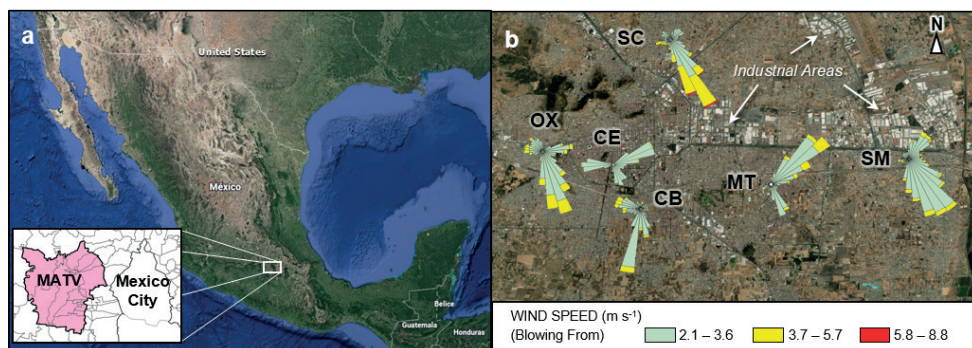 a
United States
México
MATV
Mexico
City
Belice
Guatemala
Honduras
b
N
SC
Industrial Areas
OX
CE
SM
MT
CB
WIND SPEED (m s⁻¹)
(Blowing From)
2.1 – 3.6
3.7 – 5.7
5.8 – 8.8